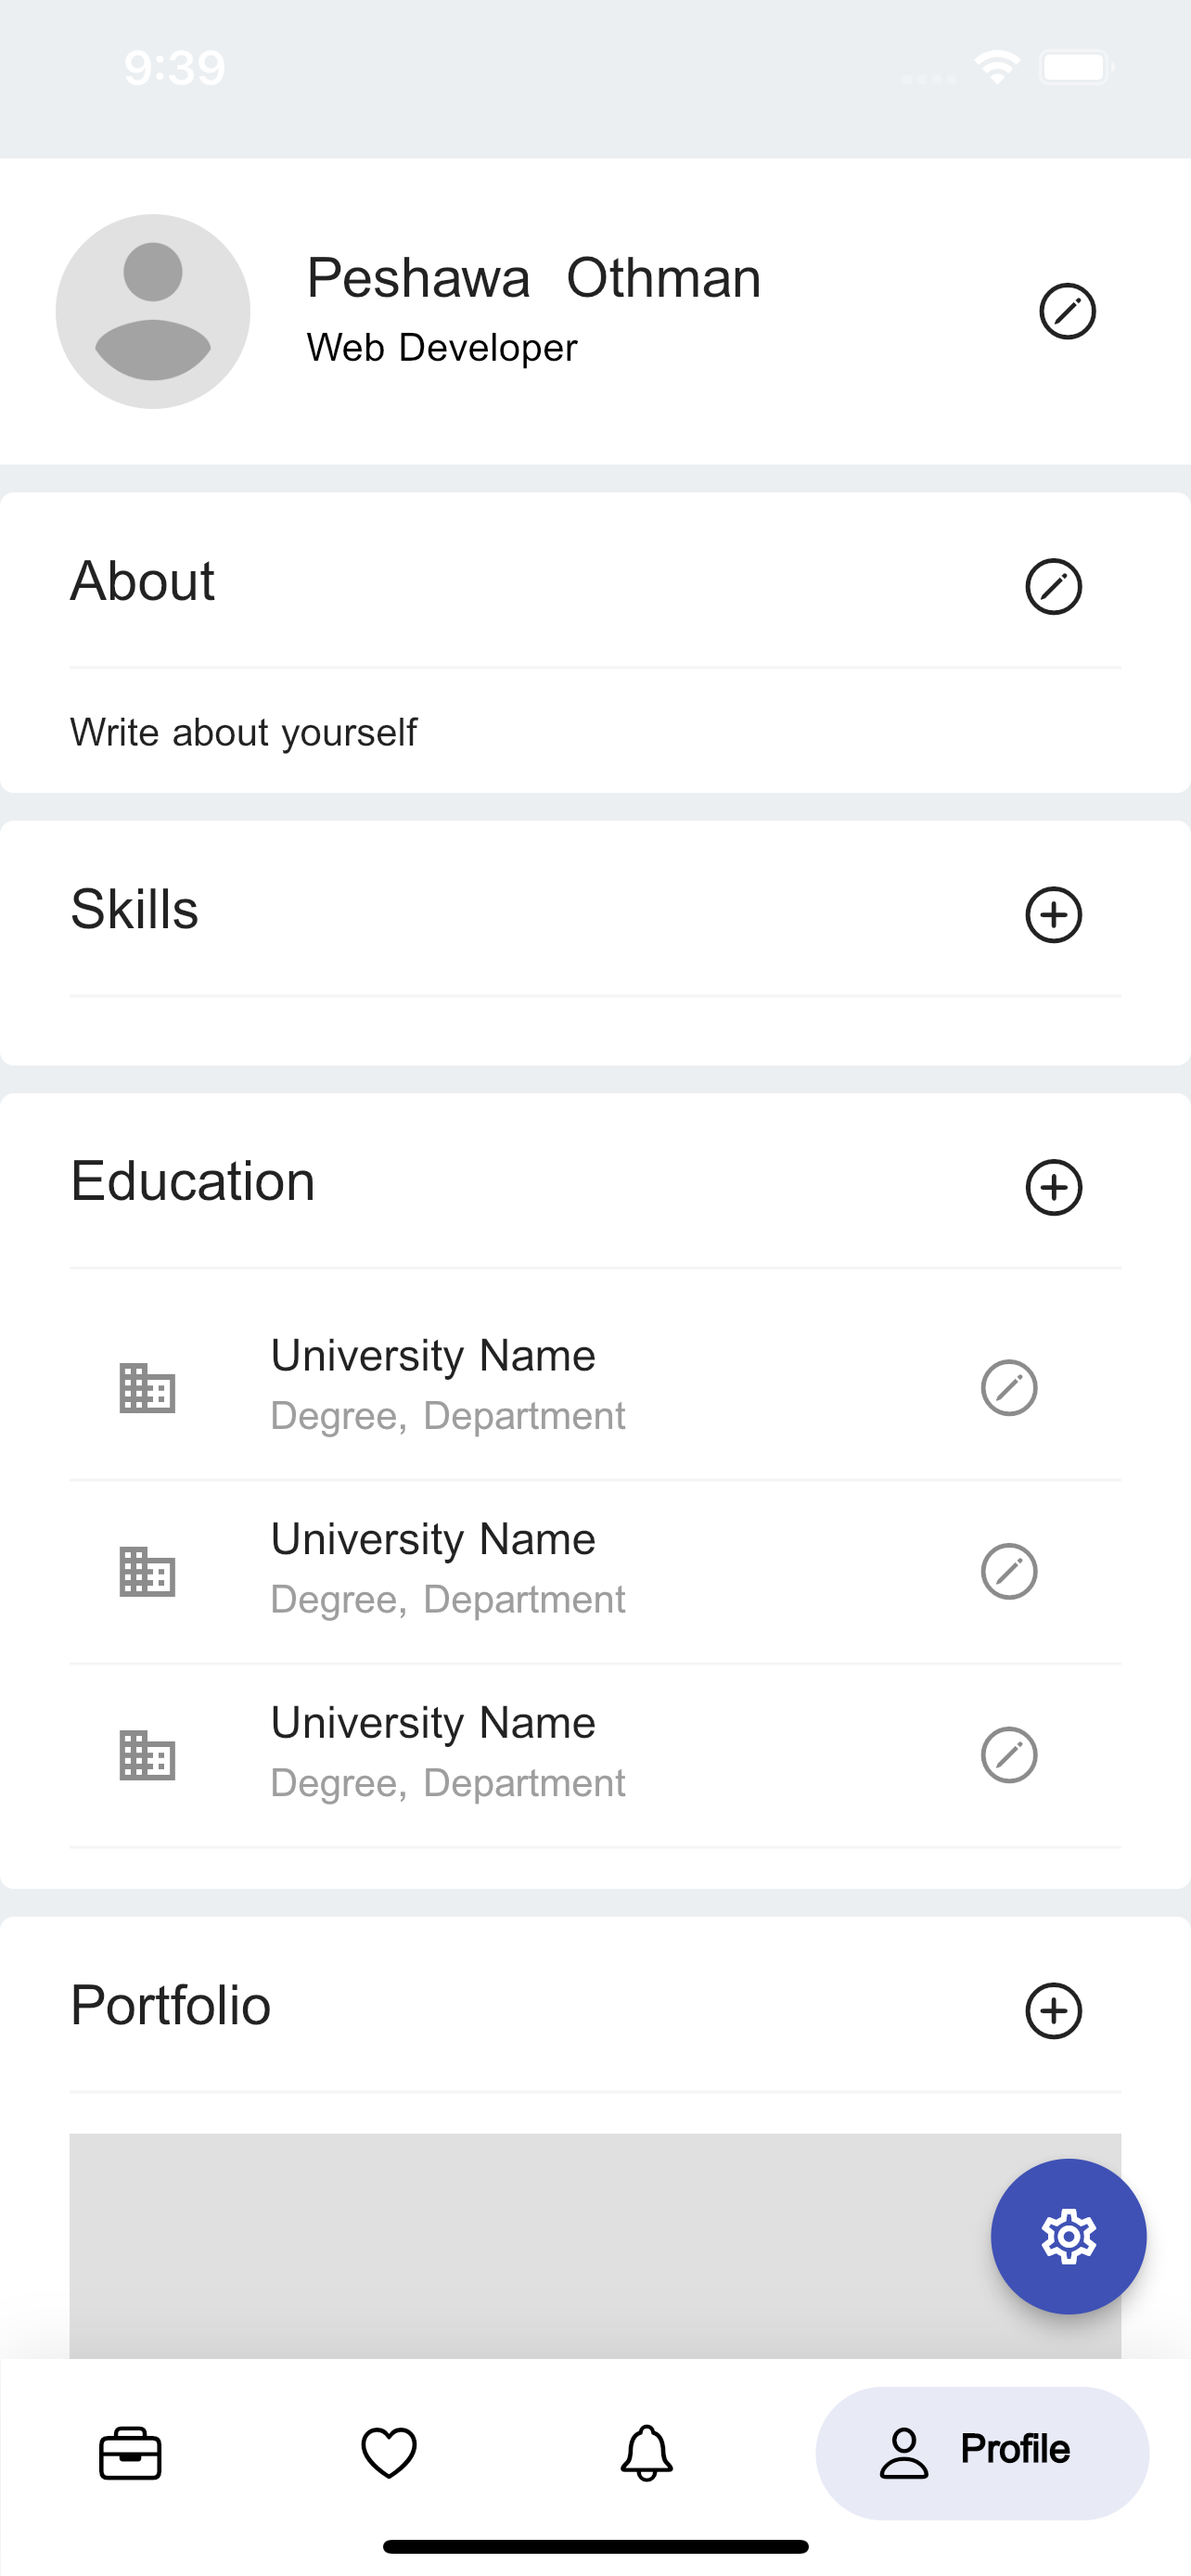 9:39
Peshawa Othman
Web Developer
About
Write about yourself
Skills
Education
University Name
Degree, Department
University Name
Degree, Department
University Name
Degree, Department
Portfolio
Profile